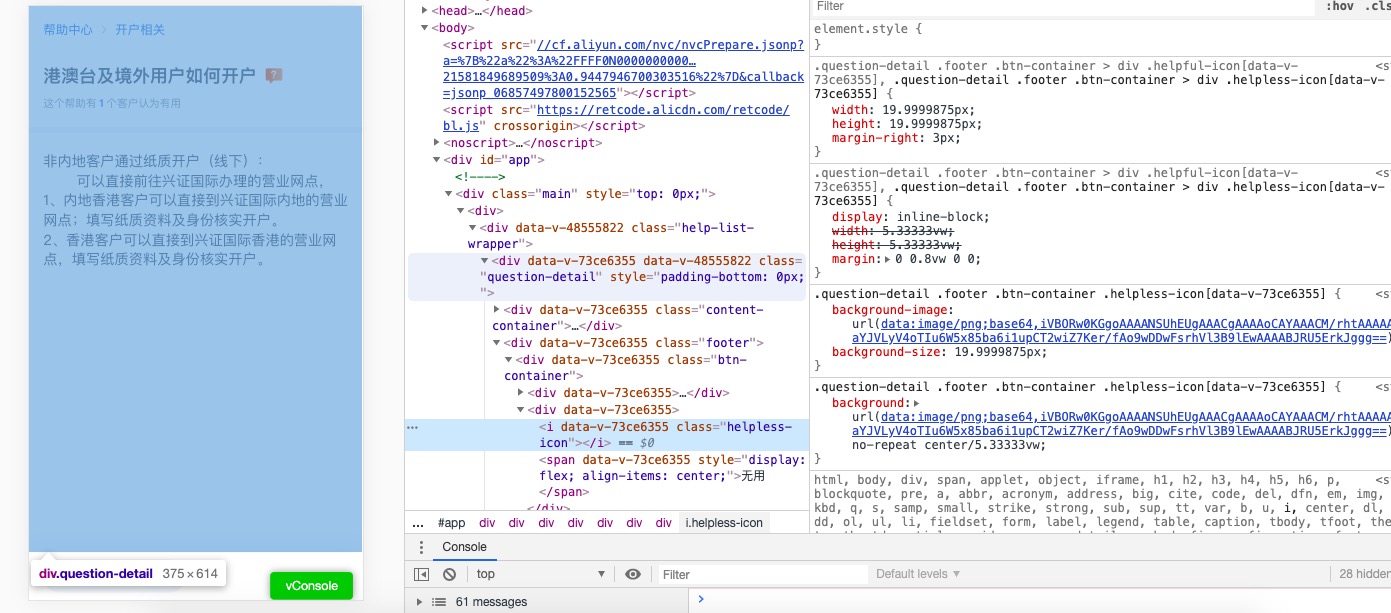 帮助中心 〉 开户相关
港澳台及境外用户如何开户
这个帮助有 1 个客户认为有用
非内地客户通过纸质开户（线下）：
可以直接前往兴证国际办理的营业网点，
1、内地香港客户可以直接到兴证国际内地的营业
网点；填写纸质资料及身份核实开户。
2、香港客户可以直接到兴证国际香港的营业网
点，填写纸质资料及身份核实开户。
div.question-detail 375×614
vConsole
▶<head>…</head>
▼<body>
<script src="//cf.aliyun.com/nvc/nvcPrepare.jsonp?
a=%7B%22a%22%3A%22FFFF0N0000000000…
21581849689509%3A0.9447946700303516%22%7D&callback
=jsonp_06857497800152565"></script>
<script src="https://retcode.alicdn.com/retcode/
bl.js" crossorigin></script>
▶<noscript>…</noscript>
▼<div id="app">
<!---->
▼<div class="main" style="top: 0px;">
▼<div>
▼<div data-v-48555822 class="help-list-
wrapper">
▼<div data-v-73ce6355 data-v-48555822 class=
"question-detail" style="padding-bottom: 0px;
">
▶<div data-v-73ce6355 class="content-
container">…</div>
▼<div data-v-73ce6355 class="footer">
▼<div data-v-73ce6355 class="btn-
container">
▶<div data-v-73ce6355>…</div>
▼<div data-v-73ce6355>
… <i data-v-73ce6355 class="helpless-
icon"></i> == $0
<span data-v-73ce6355 style="display:
flex; align-items: center;">无用
</span>
</div>
… #app div div div div div div div i.helpless-icon
Filter :hov .cls
element.style {
}
.question-detail .footer .btn-container > div .helpful-icon[data-v- <st
73ce6355], .question-detail .footer .btn-container > div .helpless-icon[data-v-
73ce6355] {
width: 19.9999875px;
height: 19.9999875px;
margin-right: 3px;
}
.question-detail .footer .btn-container > div .helpful-icon[data-v- <st
73ce6355], .question-detail .footer .btn-container > div .helpless-icon[data-v-
73ce6355] {
display: inline-block;
width: 5.33333vw;
height: 5.33333vw;
margin:▶ 0 0.8vw 0 0;
}
.question-detail .footer .btn-container .helpless-icon[data-v-73ce6355] { <st
background-image:
url(data:image/png;base64,iVBORw0KGgoAAAANSUhEUgAAACgAAAAoCAYAAACM/rhtAAAAA
aYJVLyV4oTIu6W5x85ba6i1upCT2wiZ7Ker/fAo9wDDwFsrhVl3B9lEwAAAABJRU5ErkJggg==)
background-size: 19.9999875px;
}
.question-detail .footer .btn-container .helpless-icon[data-v-73ce6355] { <st
background:▶
url(data:image/png;base64,iVBORw0KGgoAAAANSUhEUgAAACgAAAAoCAYAAACM/rhtAAAAA
aYJVLyV4oTIu6W5x85ba6i1upCT2wiZ7Ker/fAo9wDDwFsrhVl3B9lEwAAAABJRU5ErkJggg==)
no-repeat center/5.33333vw;
}
html, body, div, span, applet, object, iframe, h1, h2, h3, h4, h5, h6, p, <st
blockquote, pre, a, abbr, acronym, address, big, cite, code, del, dfn, em, img,
kbd, q, s, samp, small, strike, strong, sub, sup, tt, var, b, u, i, center, dl,
dd, ol, ul, li, fieldset, form, label, legend, table, caption, tbody, tfoot, the
Console
top ▼ Filter Default levels ▼ 28 hidden
▶ 61 messages